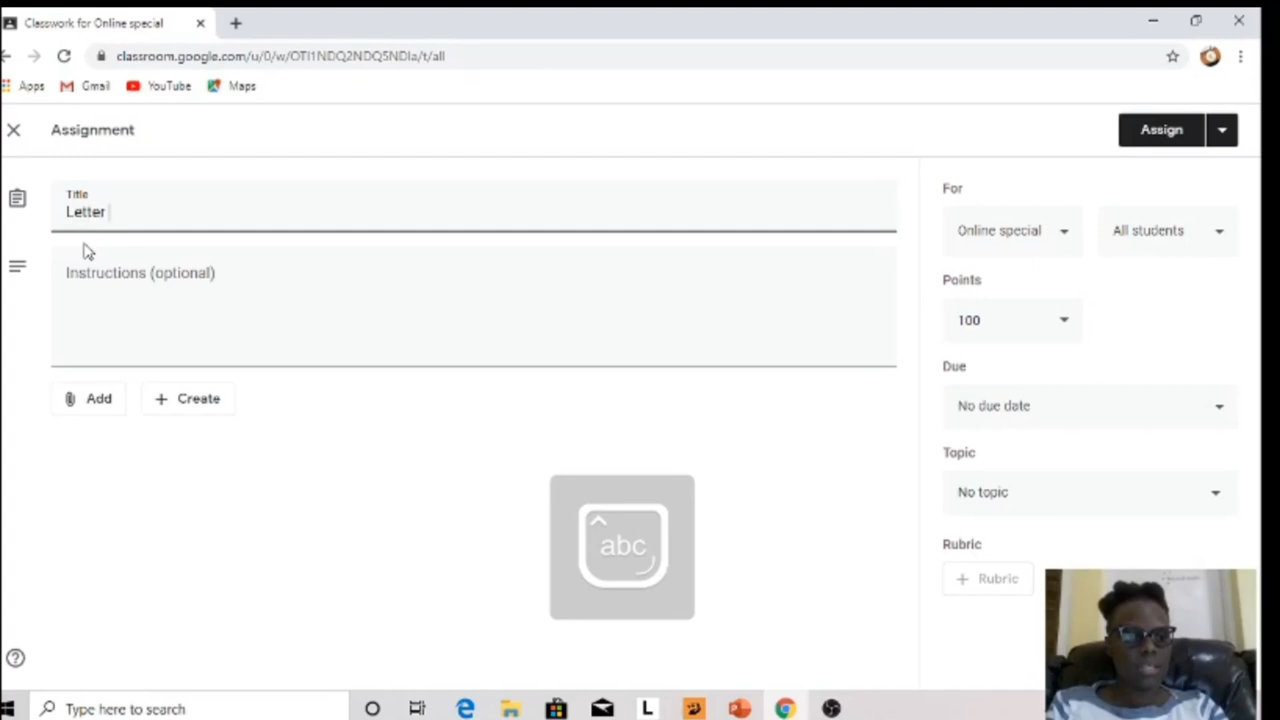 Classwork for Online special
classroom.google.com/u/0/w/OTI1NDQ2NDQ5NDIa/t/all
Apps Gmail YouTube Maps
Assignment
Assign
Title
Letter
Instructions (optional)
Add
Create
For
Online special
All students
Points
100
Due
No due date
Topic
No topic
Rubric
Rubric
abc
Type here to search
L